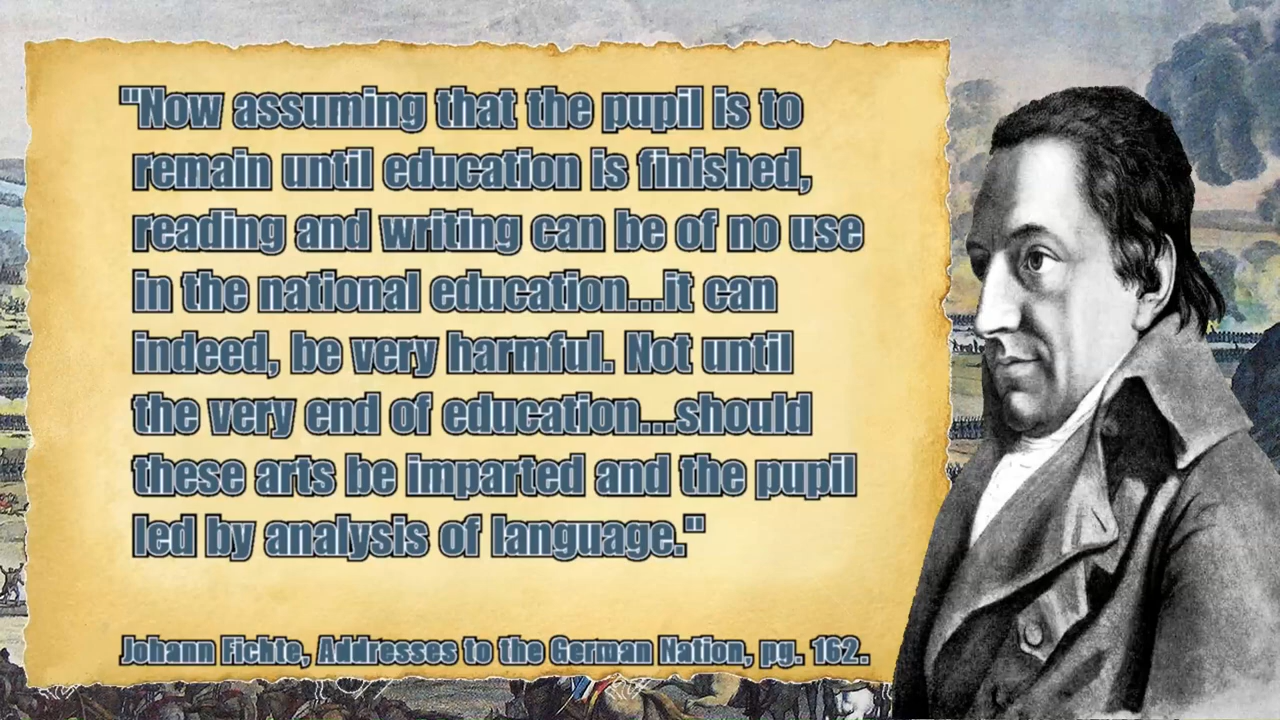 "Now assuming that the pupil is to
remain until education is finished,
reading and writing can be of no use
in the national education...it can
indeed, be very harmful. Not until
the very end of education...should
these arts be imparted and the pupil
led by analysis of language."
Johann Fichte, Addresses to the German Nation, pg. 162.